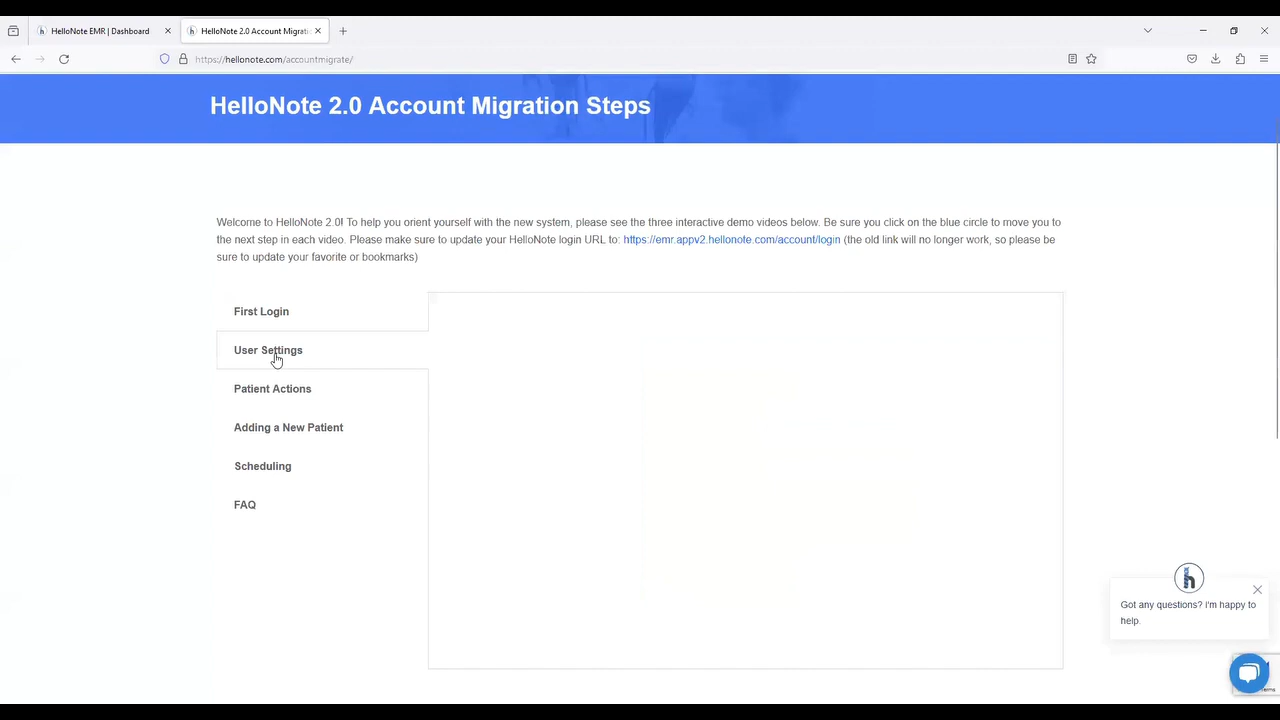 HelloNote EMR | Dashboard
HelloNote 2.0 Account Migratio
https://hellonote.com/accountmigrate/
HelloNote 2.0 Account Migration Steps
Welcome to HelloNote 2.0! To help you orient yourself with the new system, please see the three interactive demo videos below. Be sure you click on the blue circle to move you to
the next step in each video. Please make sure to update your HelloNote login URL to: https://emr.appv2.hellonote.com/account/login (the old link will no longer work, so please be
sure to update your favorite or bookmarks)
First Login
User Settings
Patient Actions
Adding a New Patient
Scheduling
FAQ
Got any questions? I'm happy to
help.
Terms